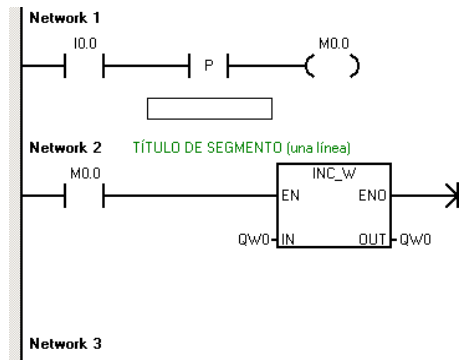 Network 1
I0.0 M0.0
P
Network 2 TÍTULO DE SEGMENTO (una línea)
M0.0 INC_W
EN ENO
QW0 IN OUT QW0
Network 3